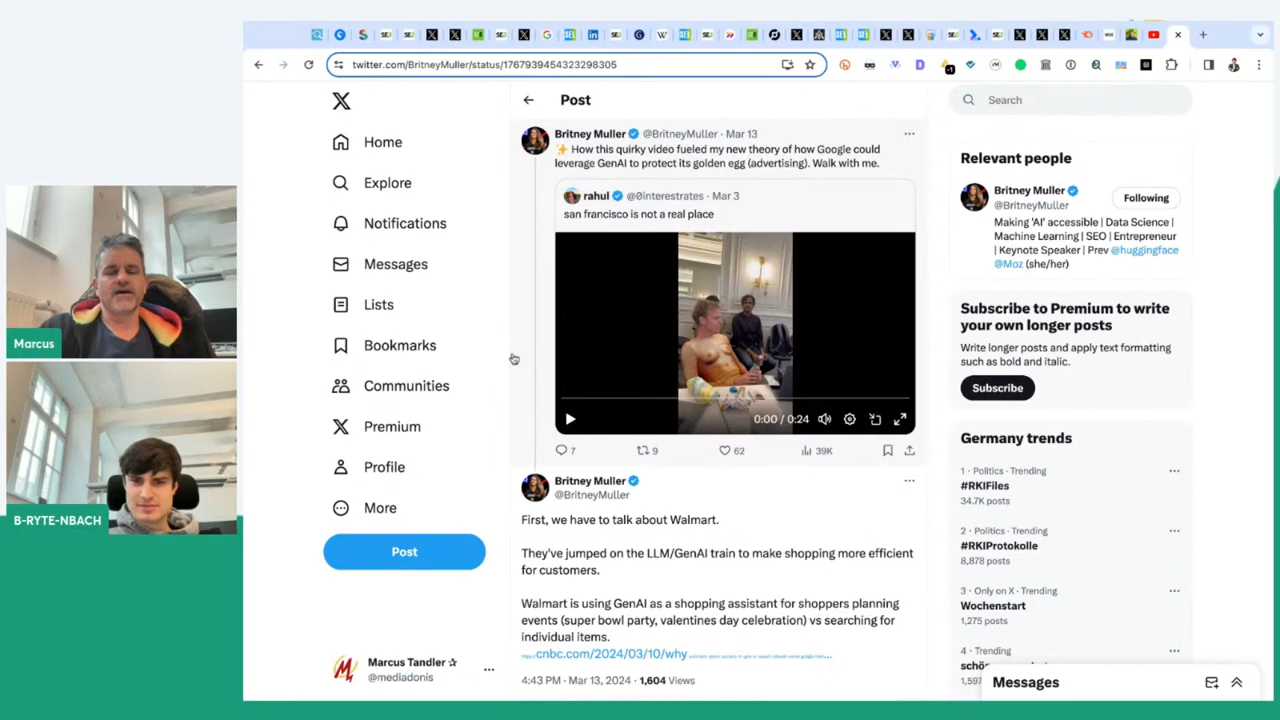 twitter.com/BritneyMuller/status/1767939454323298305
Post
Search
Home
Explore
Notifications
Messages
Lists
Bookmarks
Communities
Premium
Profile
More
Post
Marcus Tandler
@mediadonis
Britney Muller @BritneyMuller · Mar 13
✨ How this quirky video fueled my new theory of how Google could
leverage GenAI to protect its golden egg (advertising). Walk with me.
rahul @0interestrates · Mar 3
san francisco is not a real place
0:00 / 0:24
7
9
62
39K
Britney Muller
@BritneyMuller
First, we have to talk about Walmart.
They've jumped on the LLM/GenAI train to make shopping more efficient
for customers.
Walmart is using GenAI as a shopping assistant for shoppers planning
events (super bowl party, valentines day celebration) vs searching for
individual items.
cnbc.com/2024/03/10/why
4:43 PM · Mar 13, 2024 · 1,604 Views
Relevant people
Britney Muller
@BritneyMuller
Following
Making 'AI' accessible | Data Science |
Machine Learning | SEO | Entrepreneur
| Keynote Speaker | Prev @huggingface
@Moz (she/her)
Subscribe to Premium to write
your own longer posts
Write longer posts and apply text formatting
such as bold and italic.
Subscribe
Germany trends
1 · Politics · Trending
#RKIFiles
34.7K posts
2 · Politics · Trending
#RKIProtokolle
8,878 posts
3 · Only on X · Trending
Wochenstart
1,275 posts
4 · Trending
Messages
Marcus
B-RYTE-NBACH